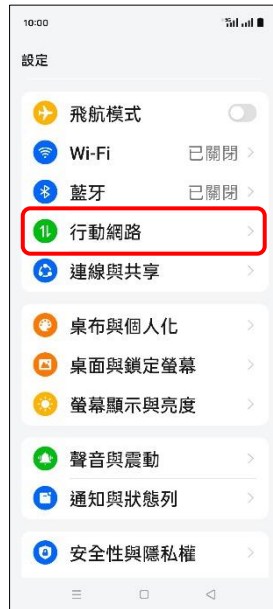 10:00
設定
飛航模式
Wi-Fi 已關閉
藍牙 已關閉
行動網路
連線與共享
桌布與個人化
桌面與鎖定螢幕
螢幕顯示與亮度
聲音與震動
通知與狀態列
安全性與隱私權